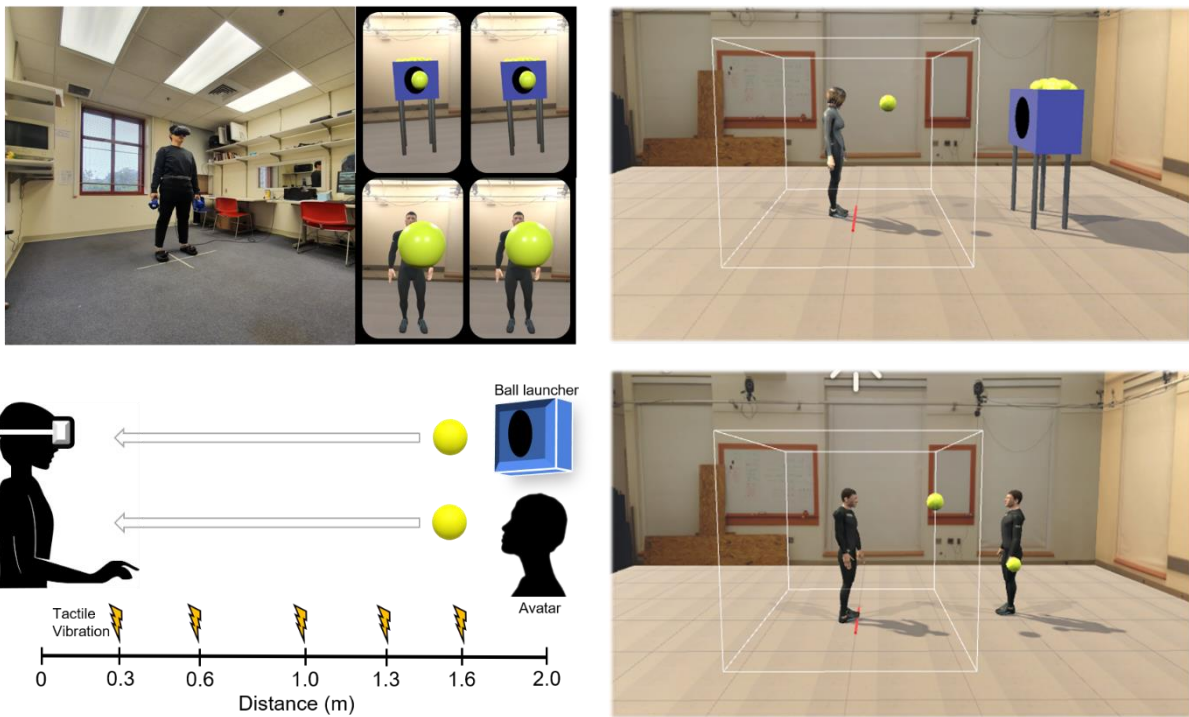 Ball launcher
Avatar
Tactile
Vibration
0
0.3
0.6
1.0
1.3
1.6
2.0
Distance (m)